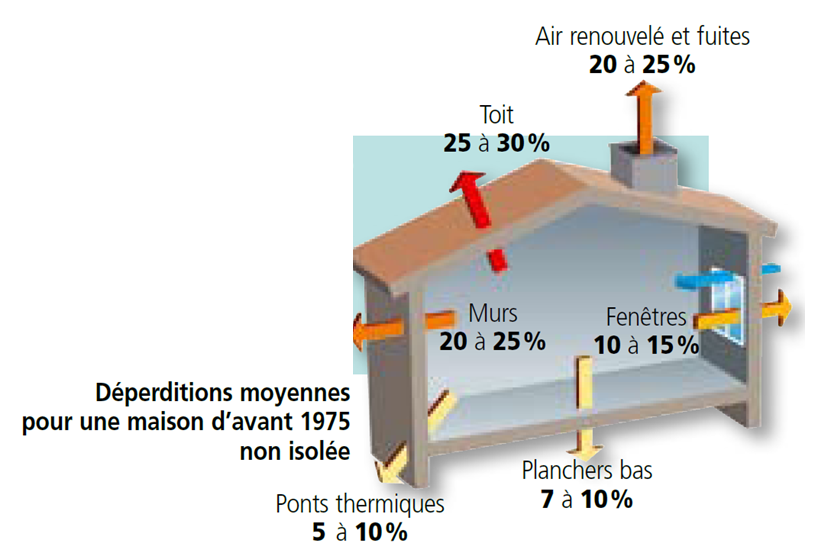 Air renouvelé et fuites
20 à 25%
Toit
25 à 30%
Murs
20 à 25%
Fenêtres
10 à 15%
Déperditions moyennes
pour une maison d'avant 1975
non isolée
Planchers bas
7 à 10%
Ponts thermiques
5 à 10%